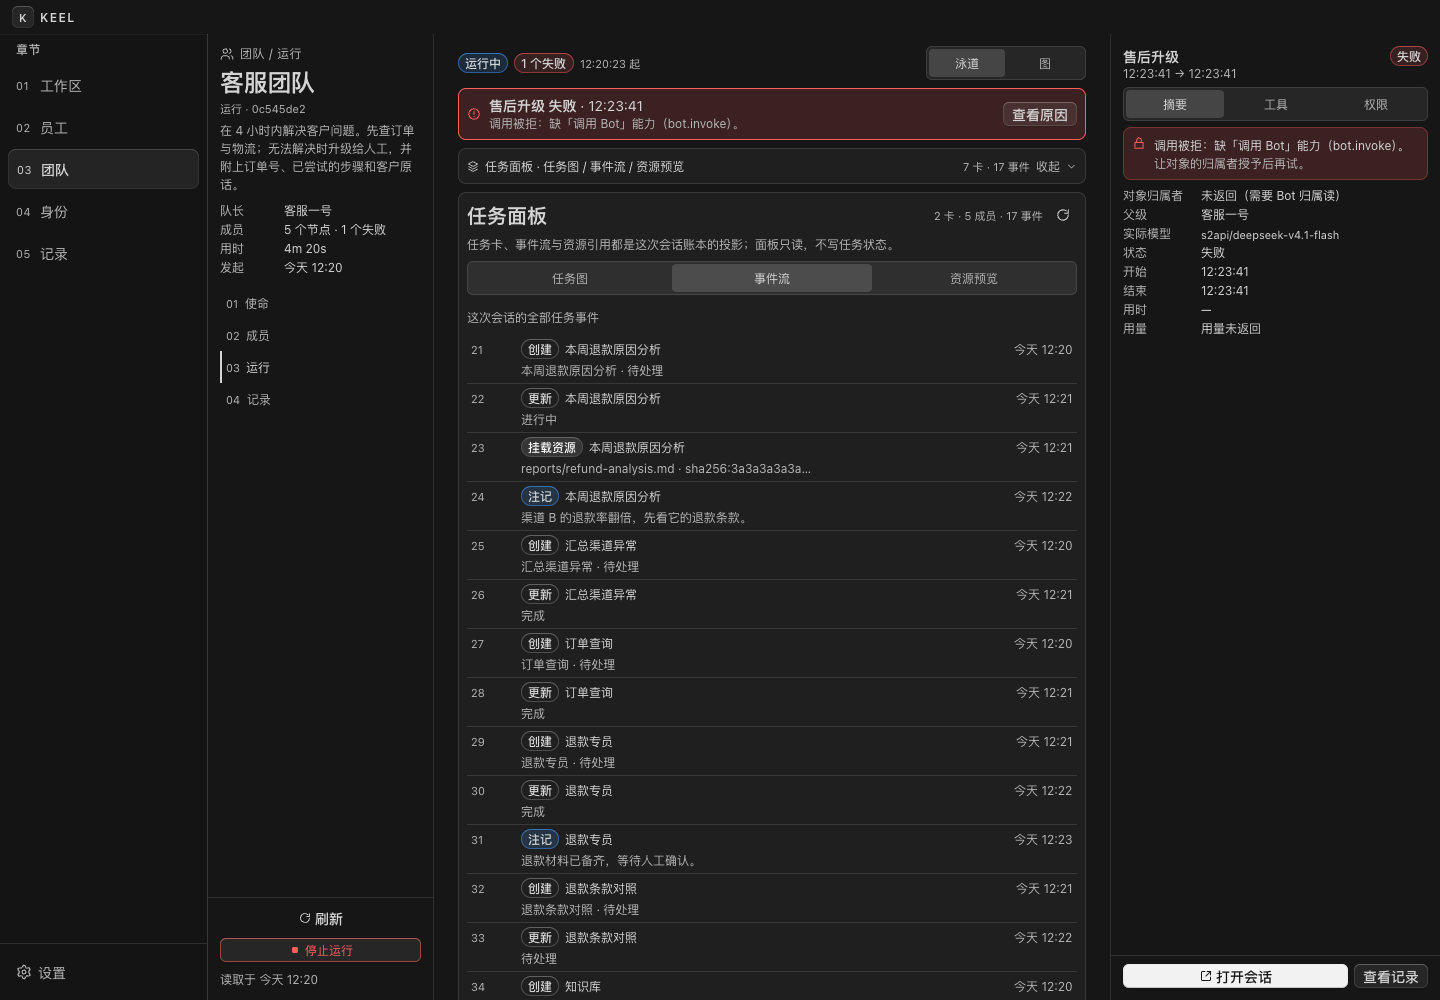 K KEEL
章节
01 工作区
02 员工
03 团队
04 身份
05 记录
设置
团队 / 运行
客服团队
运行 · 0c545de2
在 4 小时内解决客户问题。先查订单
与物流；无法解决时升级给人工，并
附上订单号、已尝试的步骤和客户原
话。
队长 客服一号
成员 5 个节点 · 1 个失败
用时 4m 20s
发起 今天 12:20
01 使命
02 成员
03 运行
04 记录
刷新
停止运行
读取于 今天 12:20
运行中 1 个失败 12:20:23 起
泳道 图
售后升级 失败 · 12:23:41
调用被拒：缺「调用 Bot」能力（bot.invoke）。
查看原因
任务面板 · 任务图 / 事件流 / 资源预览 7 卡 · 17 事件 收起
任务面板 2 卡 · 5 成员 · 17 事件
任务卡、事件流与资源引用都是这次会话账本的投影；面板只读，不写任务状态。
任务图 事件流 资源预览
这次会话的全部任务事件
21 创建 本周退款原因分析 今天 12:20
本周退款原因分析 · 待处理
22 更新 本周退款原因分析 今天 12:21
进行中
23 挂载资源 本周退款原因分析 今天 12:21
reports/refund-analysis.md · sha256:3a3a3a3a3a...
24 注记 本周退款原因分析 今天 12:22
渠道 B 的退款率翻倍，先看它的退款条款。
25 创建 汇总渠道异常 今天 12:20
汇总渠道异常 · 待处理
26 更新 汇总渠道异常 今天 12:21
完成
27 创建 订单查询 今天 12:20
订单查询 · 待处理
28 更新 订单查询 今天 12:21
完成
29 创建 退款专员 今天 12:21
退款专员 · 待处理
30 更新 退款专员 今天 12:22
完成
31 注记 退款专员 今天 12:23
退款材料已备齐，等待人工确认。
32 创建 退款条款对照 今天 12:21
退款条款对照 · 待处理
33 更新 退款条款对照 今天 12:22
待处理
34 创建 知识库 今天 12:20
售后升级 失败
12:23:41 → 12:23:41
摘要 工具 权限
调用被拒：缺「调用 Bot」能力（bot.invoke）。
让对象的归属者授予后再试。
对象归属者 未返回（需要 Bot 归属读）
父级 客服一号
实际模型 s2api/deepseek-v4.1-flash
状态 失败
开始 12:23:41
结束 12:23:41
用时 —
用量 用量未返回
打开会话 查看记录